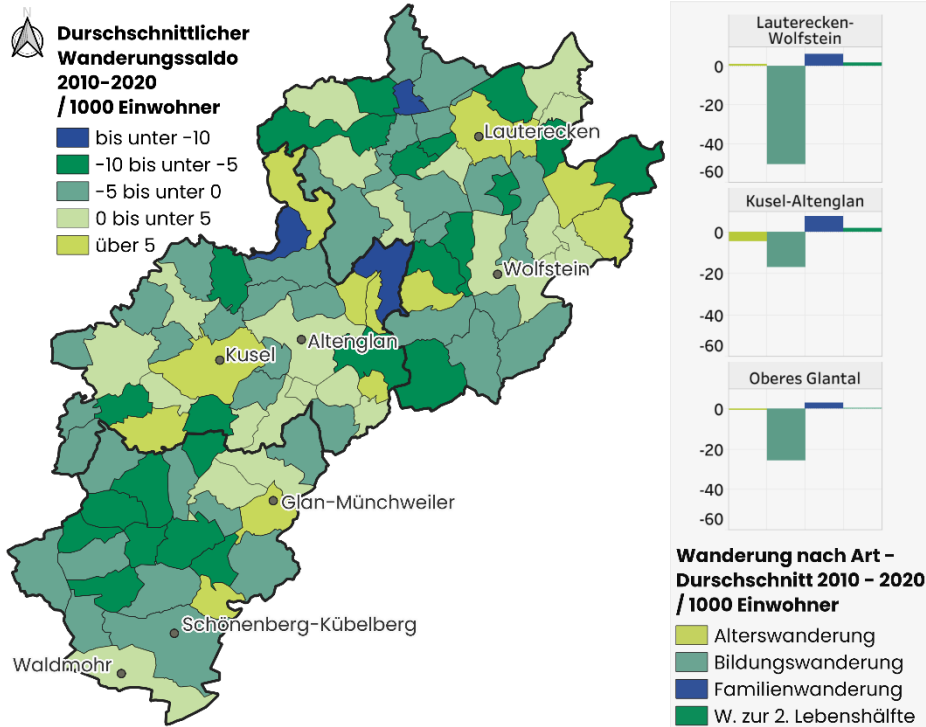 Durschschnittlicher
Wanderungssaldo
2010-2020
/ 1000 Einwohner
bis unter -10
-10 bis unter -5
-5 bis unter 0
0 bis unter 5
über 5
Lauterecken
Wolfstein
Altenglan
Kusel
Glan-Münchweiler
Schönenberg-Kübelberg
Waldmohr
Lauterecken-
Wolfstein
0
-20
-40
-60
Kusel-Altenglan
0
-20
-40
-60
Oberes Glantal
0
-20
-40
-60
Wanderung nach Art -
Durschschnitt 2010 - 2020
/ 1000 Einwohner
Alterswanderung
Bildungswanderung
Familienwanderung
W. zur 2. Lebenshälfte